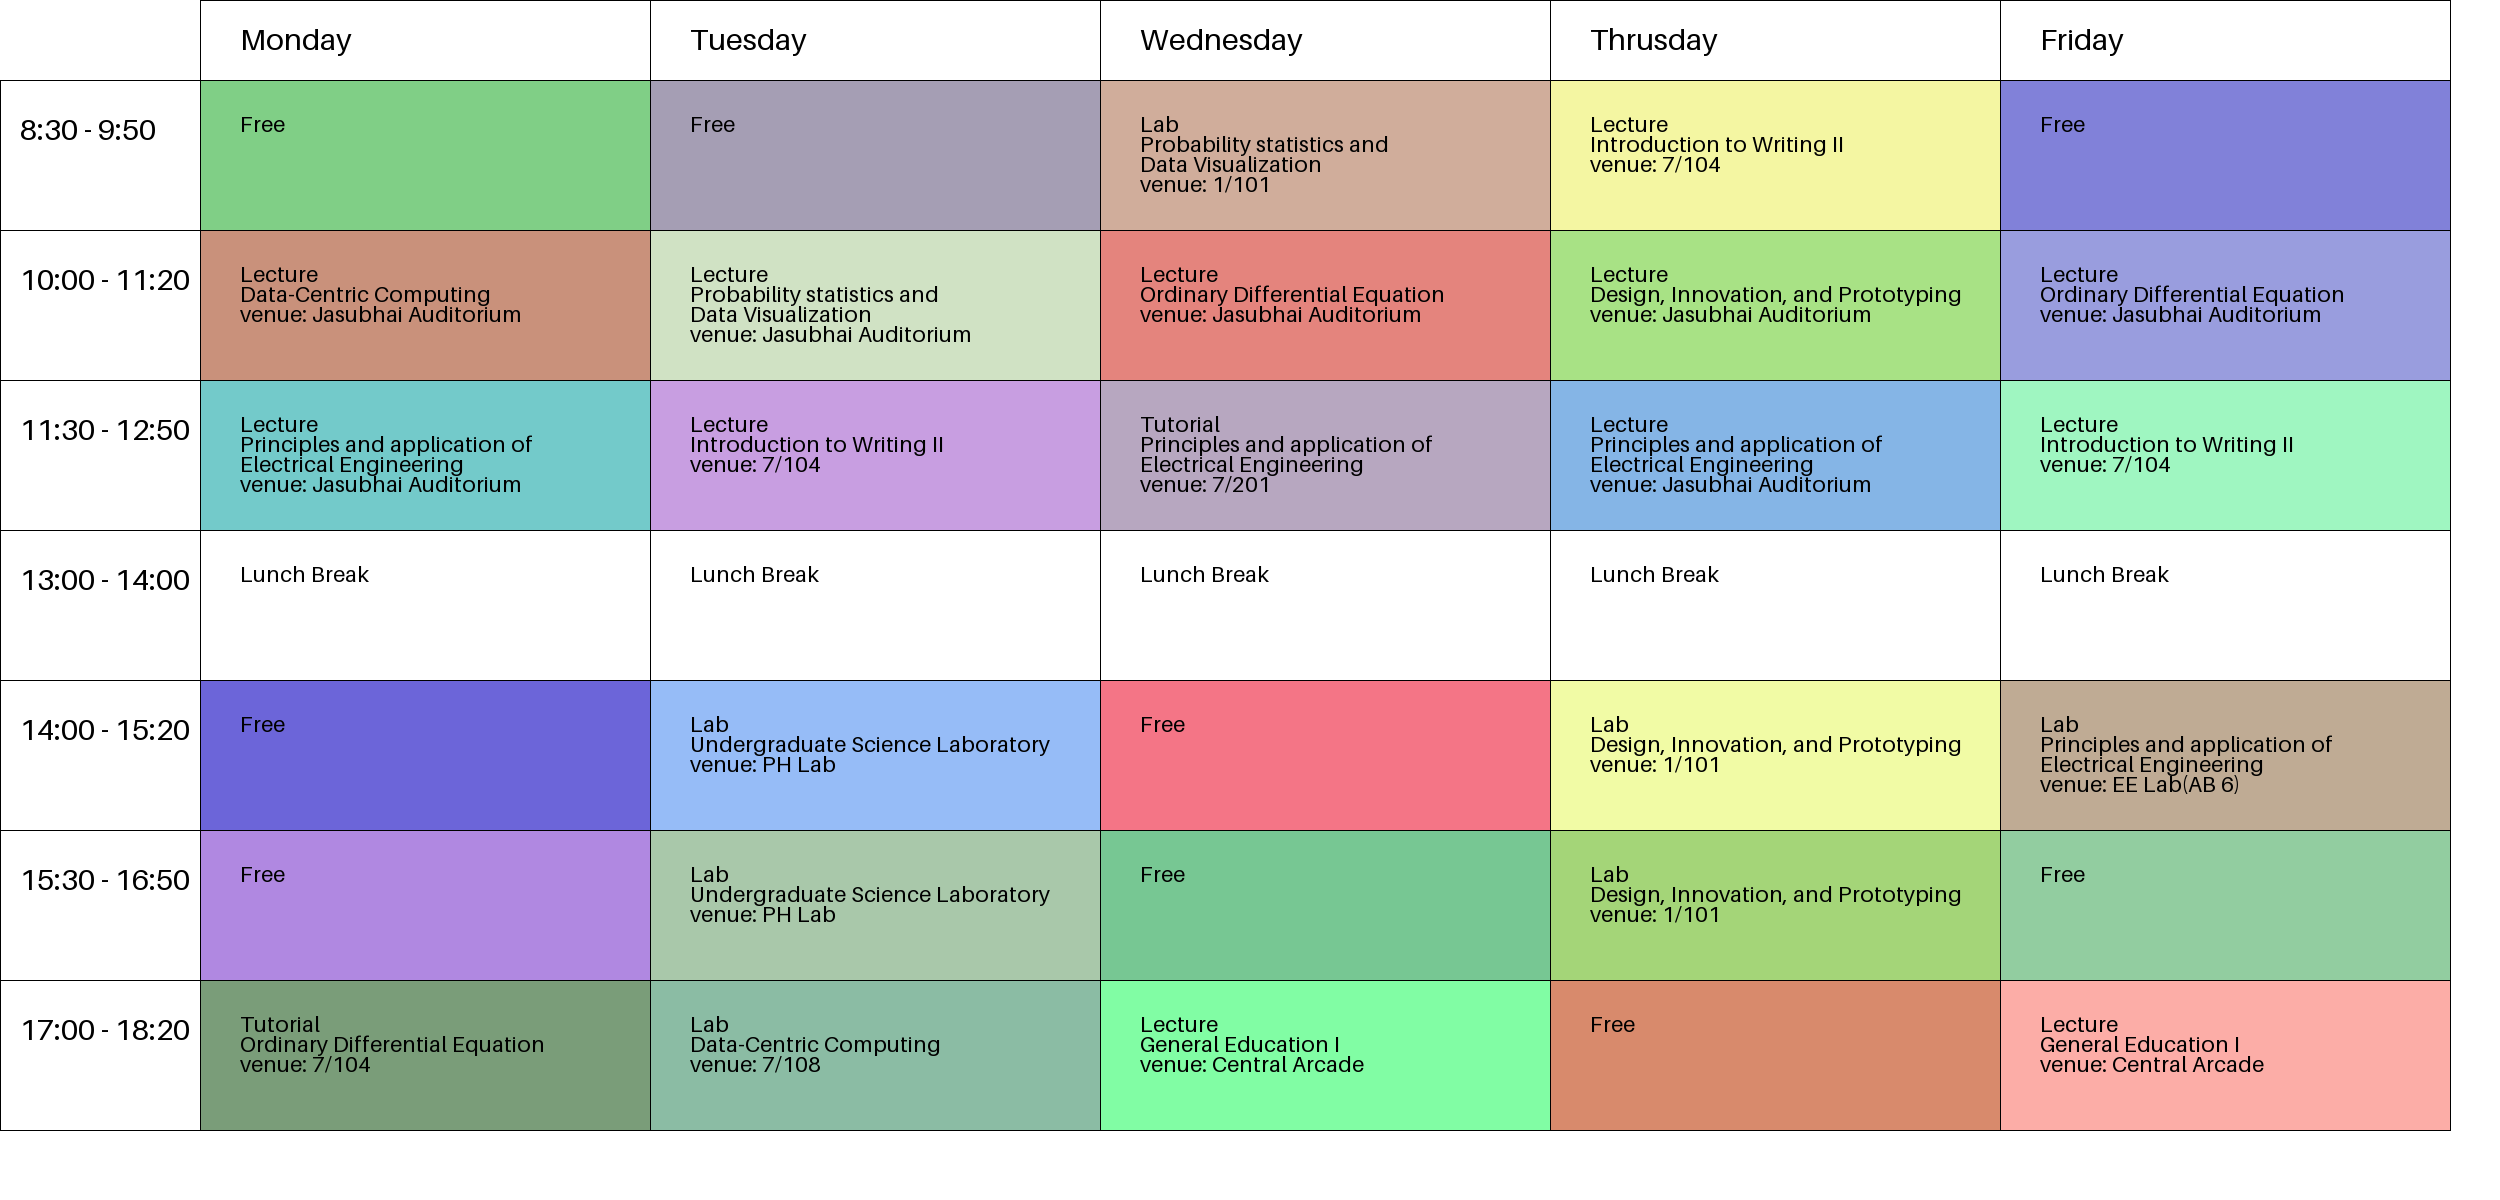 Monday
Tuesday
Wednesday
Thrusday
Friday
8:30 - 9:50
Free
Free
Lab
Probability statistics and
Data Visualization
venue: 1/101
Lecture
Introduction to Writing II
venue: 7/104
Free
10:00 - 11:20
Lecture
Data-Centric Computing
venue: Jasubhai Auditorium
Lecture
Probability statistics and
Data Visualization
venue: Jasubhai Auditorium
Lecture
Ordinary Differential Equation
venue: Jasubhai Auditorium
Lecture
Design, Innovation, and Prototyping
venue: Jasubhai Auditorium
Lecture
Ordinary Differential Equation
venue: Jasubhai Auditorium
11:30 - 12:50
Lecture
Principles and application of
Electrical Engineering
venue: Jasubhai Auditorium
Lecture
Introduction to Writing II
venue: 7/104
Tutorial
Principles and application of
Electrical Engineering
venue: 7/201
Lecture
Principles and application of
Electrical Engineering
venue: Jasubhai Auditorium
Lecture
Introduction to Writing II
venue: 7/104
13:00 - 14:00
Lunch Break
Lunch Break
Lunch Break
Lunch Break
Lunch Break
14:00 - 15:20
Free
Lab
Undergraduate Science Laboratory
venue: PH Lab
Free
Lab
Design, Innovation, and Prototyping
venue: 1/101
Lab
Principles and application of
Electrical Engineering
venue: EE Lab(AB 6)
15:30 - 16:50
Free
Lab
Undergraduate Science Laboratory
venue: PH Lab
Free
Lab
Design, Innovation, and Prototyping
venue: 1/101
Free
17:00 - 18:20
Tutorial
Ordinary Differential Equation
venue: 7/104
Lab
Data-Centric Computing
venue: 7/108
Lecture
General Education I
venue: Central Arcade
Free
Lecture
General Education I
venue: Central Arcade